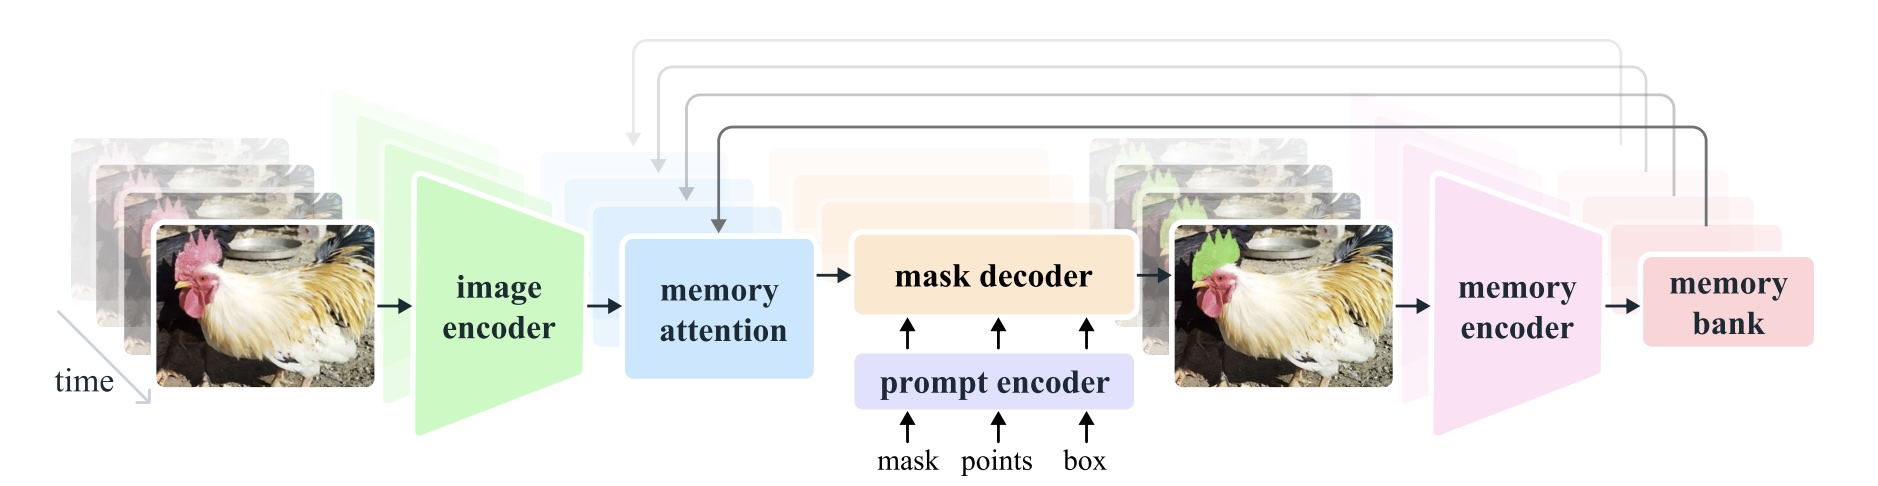 time
image
encoder
memory
attention
mask decoder
prompt encoder
mask points box
memory
encoder
memory
bank